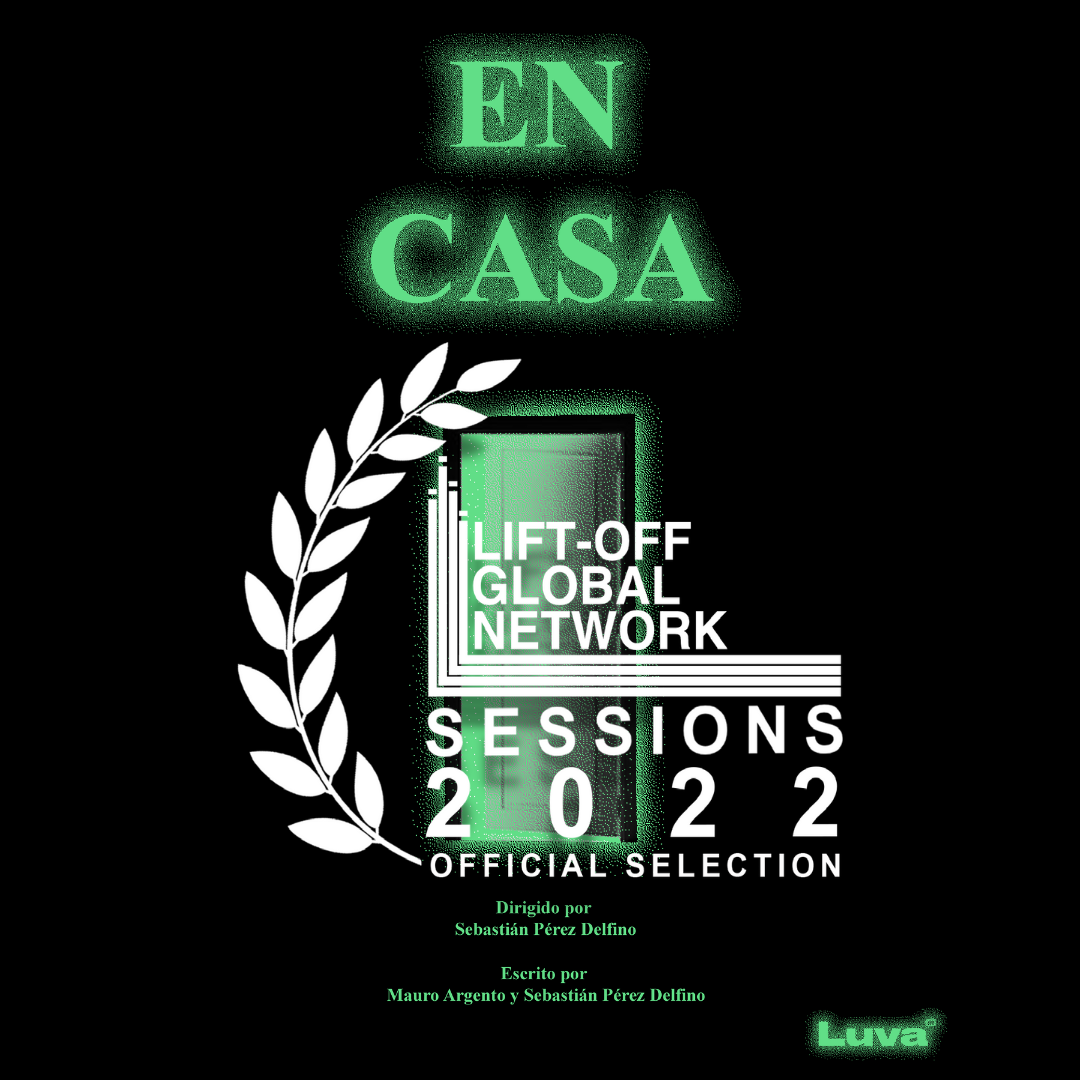 EN
CASA
LIFT-OFF
GLOBAL
NETWORK
SESSIONS
2022
OFFICIAL SELECTION
Dirigido por
Sebastián Pérez Delfino
Escrito por
Mauro Argento y Sebastián Pérez Delfino
Luva